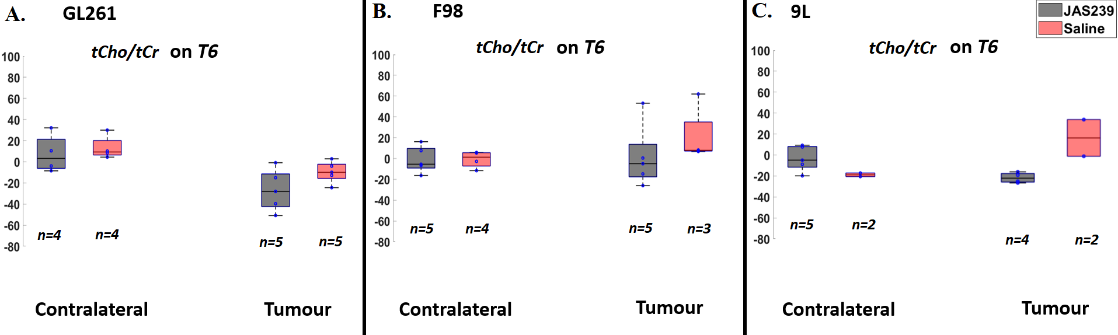 A. GL261
tCho/tCr on T6
100
80
60
40
20
0
-20
-40
-60
-80
n=4 n=4 n=5 n=5
Contralateral Tumour
B. F98
tCho/tCr on T6
100
80
60
40
20
0
-20
-40
-60
-80
n=5 n=4 n=5 n=3
Contralateral Tumour
C. 9L
JAS239
Saline
tCho/tCr on T6
100
80
60
40
20
0
-20
-40
-60
-80
n=5 n=2 n=4 n=2
Contralateral Tumour